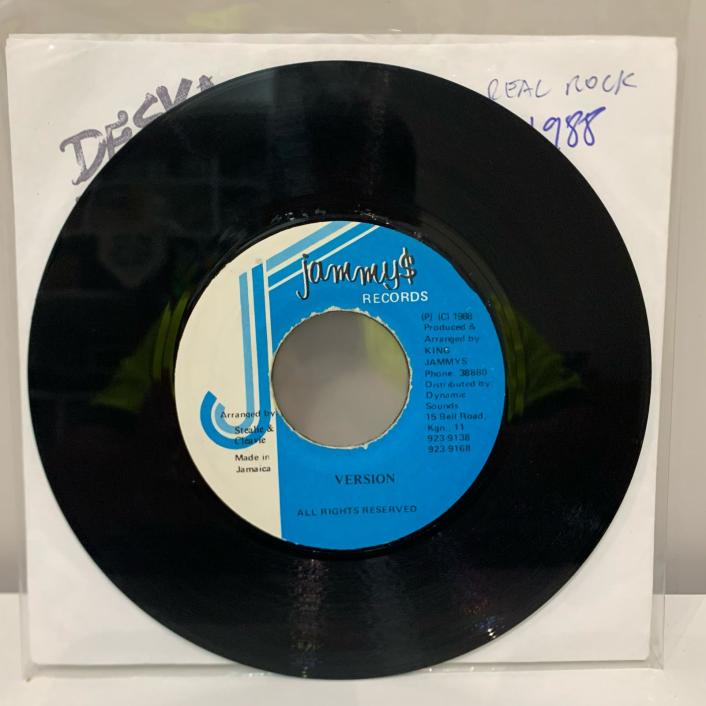 REAL ROCK
1988
jammy$
RECORDS
(P) (C) 1988
Produced &
Arranged by:
KING
JAMMYS
Phone: 38880
Distributed by:
Dynamic
Sounds
15 Bell Road,
Kgn., 11
923-9138
923-9168
Arranged by
Steelie &
Cleavie
Made in
Jamaica
VERSION
ALL RIGHTS RESERVED